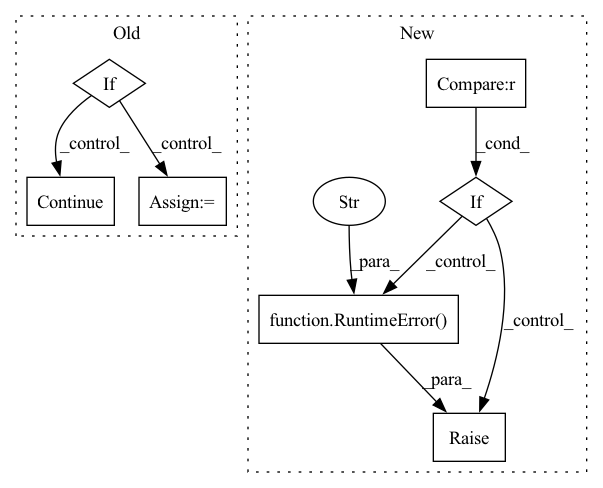 Old
New
If
Compare:r
_control_
_control_
_cond_
Continue
Assign:=
Str
If
_para_
_control_
function.RuntimeError()
_control_
_para_
Raise